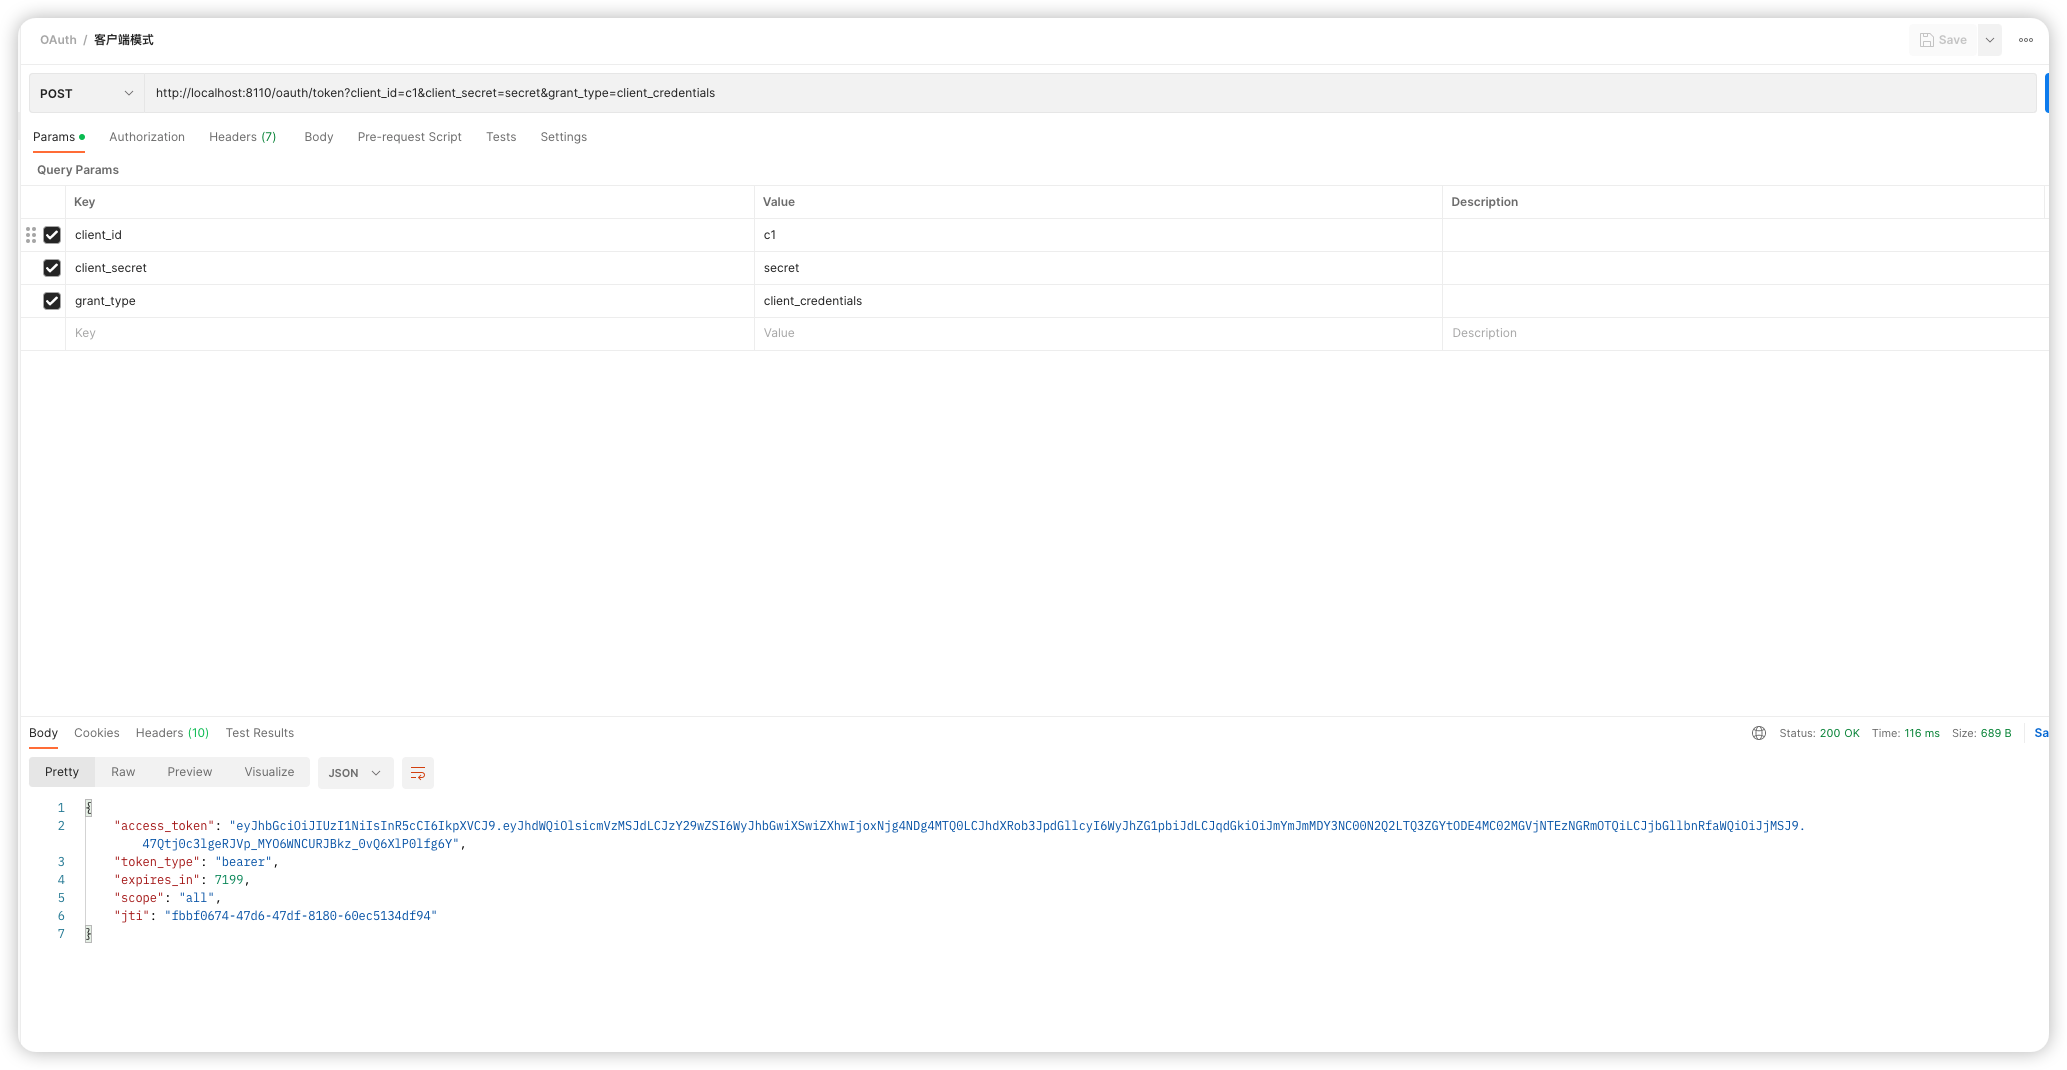 OAuth / 客户端模式
Save
POST
http://localhost:8110/oauth/token?client_id=c1&client_secret=secret&grant_type=client_credentials
Params Authorization Headers (7) Body Pre-request Script Tests Settings
Query Params
Key Value Description
client_id c1
client_secret secret
grant_type client_credentials
Key Value Description
Body Cookies Headers (10) Test Results Status: 200 OK Time: 116 ms Size: 689 B Sa
Pretty Raw Preview Visualize JSON
1 {
2 "access_token": "eyJhbGciOiJIUzI1NiIsInR5cCI6IkpXVCJ9.eyJhdWQiOlsicmVzMSJdLCJzY29wZSI6WyJhbGwiXSwiZXhwIjoxNjg4NDg4MTQ0LCJhdXRob3JpdGllcyI6WyJhZG1pbiJdLCJqdGkiOiJmYmJmMDY3NC00N2Q2LTQ3ZGYtODE4MC02MGVjNTEzNGRmOTQiLCJjbGllbnRfaWQiOiJjMSJ9.
47Qtj0c3lgeRJVp_MYO6WNCURJBkz_0vQ6XlP0lfg6Y",
3 "token_type": "bearer",
4 "expires_in": 7199,
5 "scope": "all",
6 "jti": "fbbf0674-47d6-47df-8180-60ec5134df94"
7 }